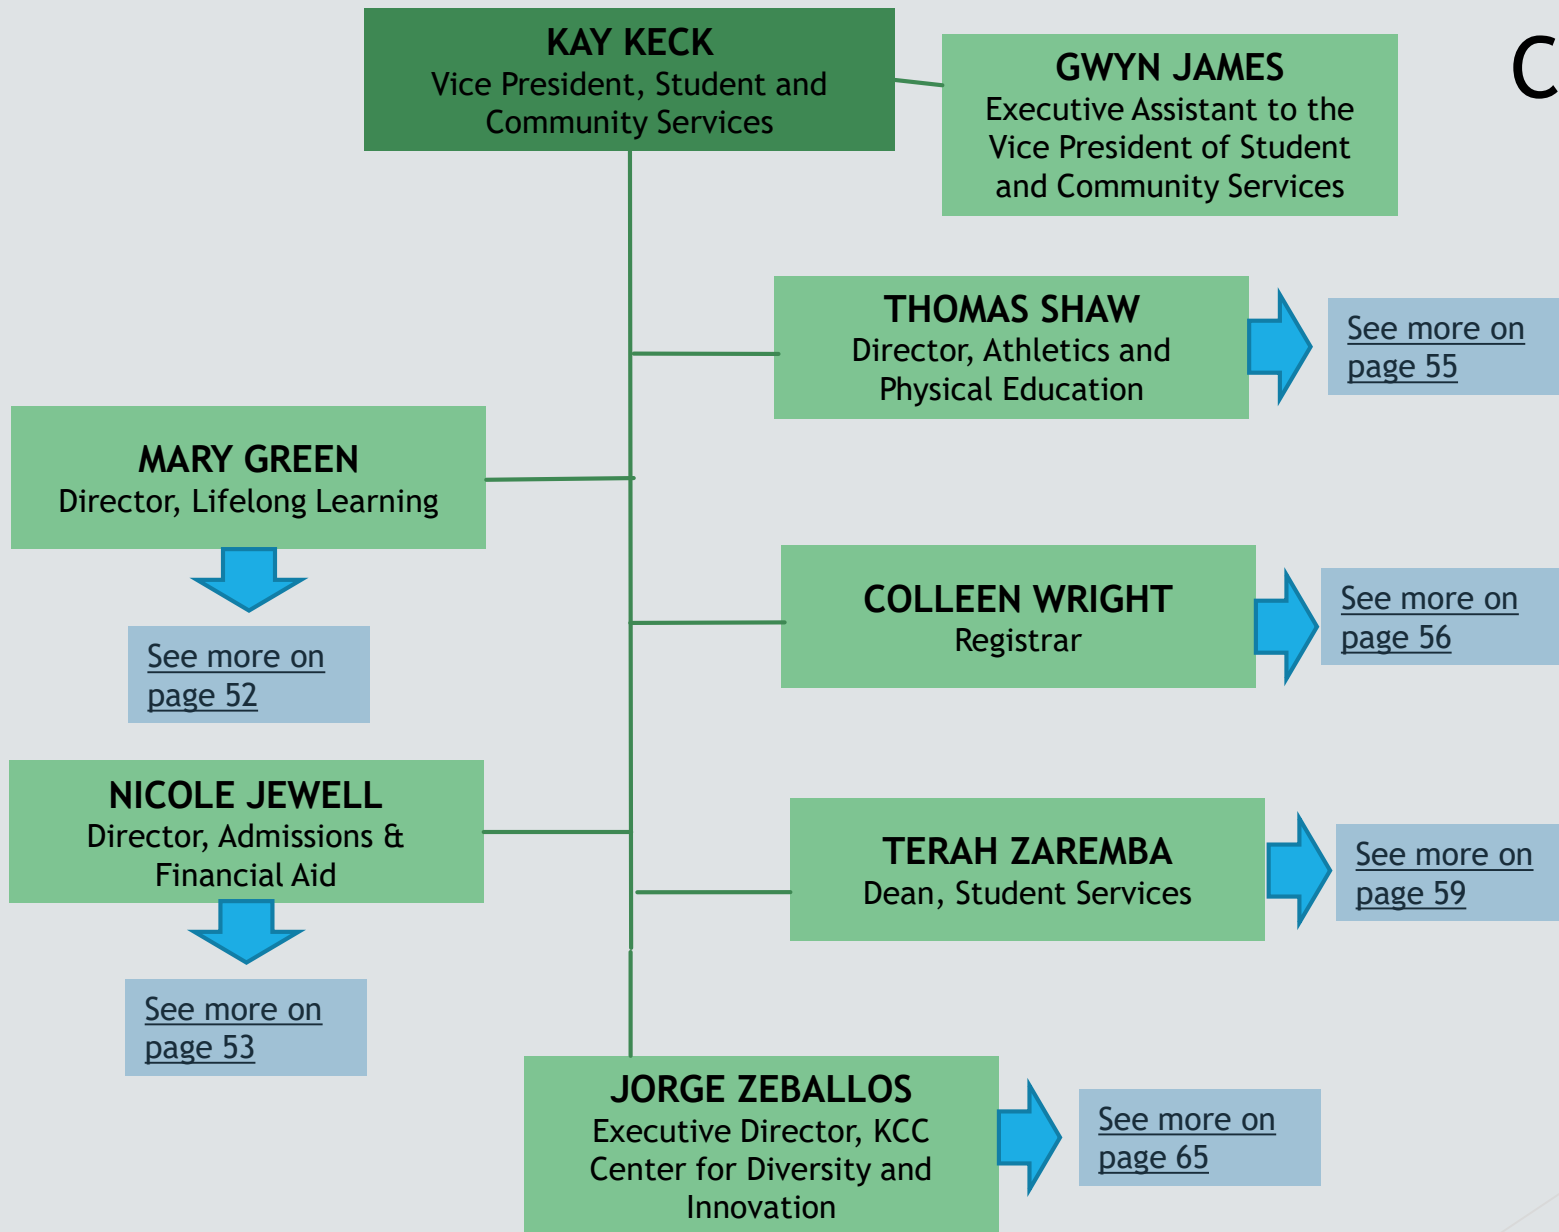 KAY KECK
Vice President, Student and
Community Services
GWYN JAMES
Executive Assistant to the
Vice President of Student
and Community Services
C
THOMAS SHAW
Director, Athletics and
Physical Education
See more on
page 55
MARY GREEN
Director, Lifelong Learning
See more on
page 52
COLLEEN WRIGHT
Registrar
See more on
page 56
NICOLE JEWELL
Director, Admissions &
Financial Aid
See more on
page 53
TERAH ZAREMBA
Dean, Student Services
See more on
page 59
JORGE ZEBALLOS
Executive Director, KCC
Center for Diversity and
Innovation
See more on
page 65